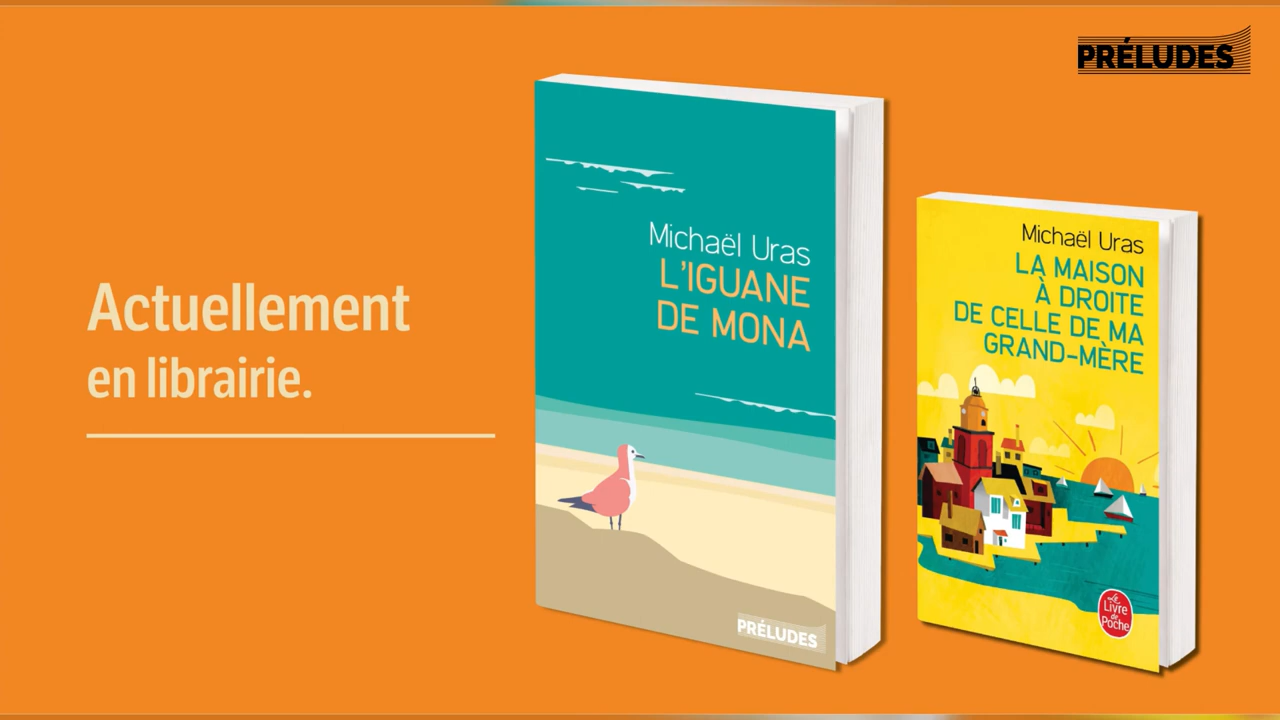 PRÉLUDES
Actuellement
en librairie.
Michaël Uras
L'IGUANE
DE MONA
PRÉLUDES
Michaël Uras
LA MAISON
À DROITE
DE CELLE DE MA
GRAND-MÈRE
Le
Livre
de
Poche